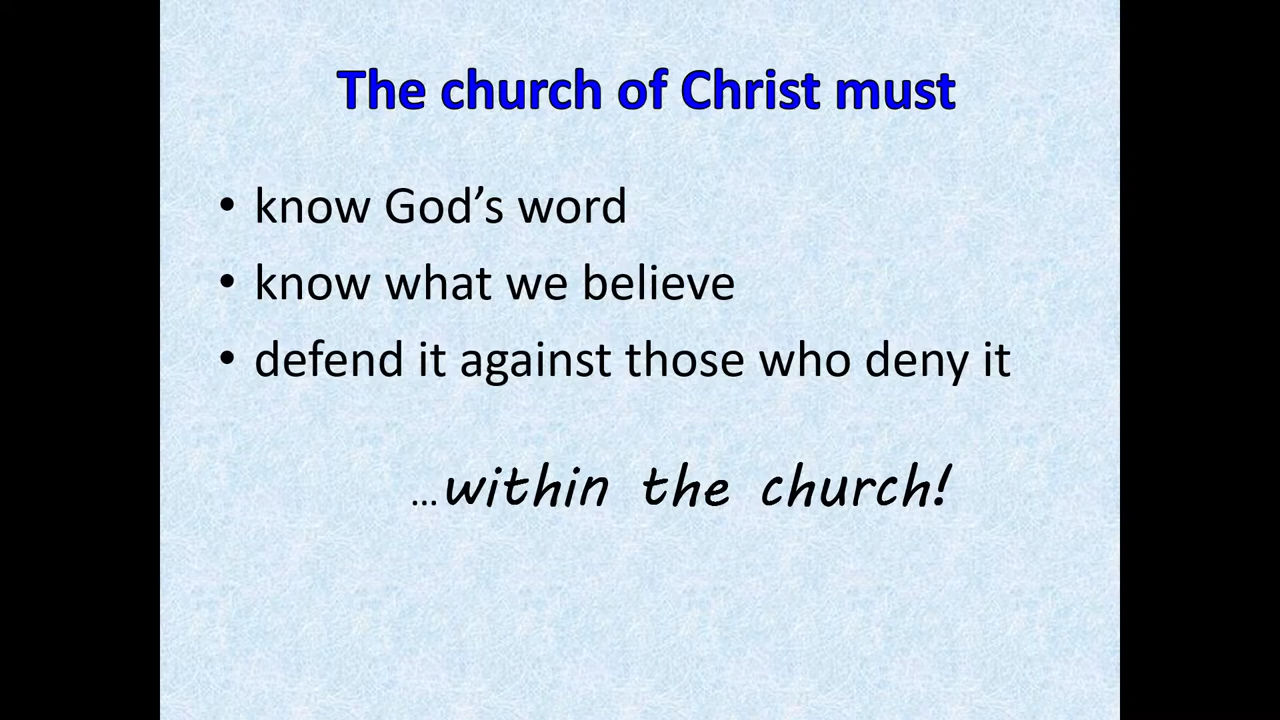 The church of Christ must
• know God’s word
• know what we believe
• defend it against those who deny it
...within the church!